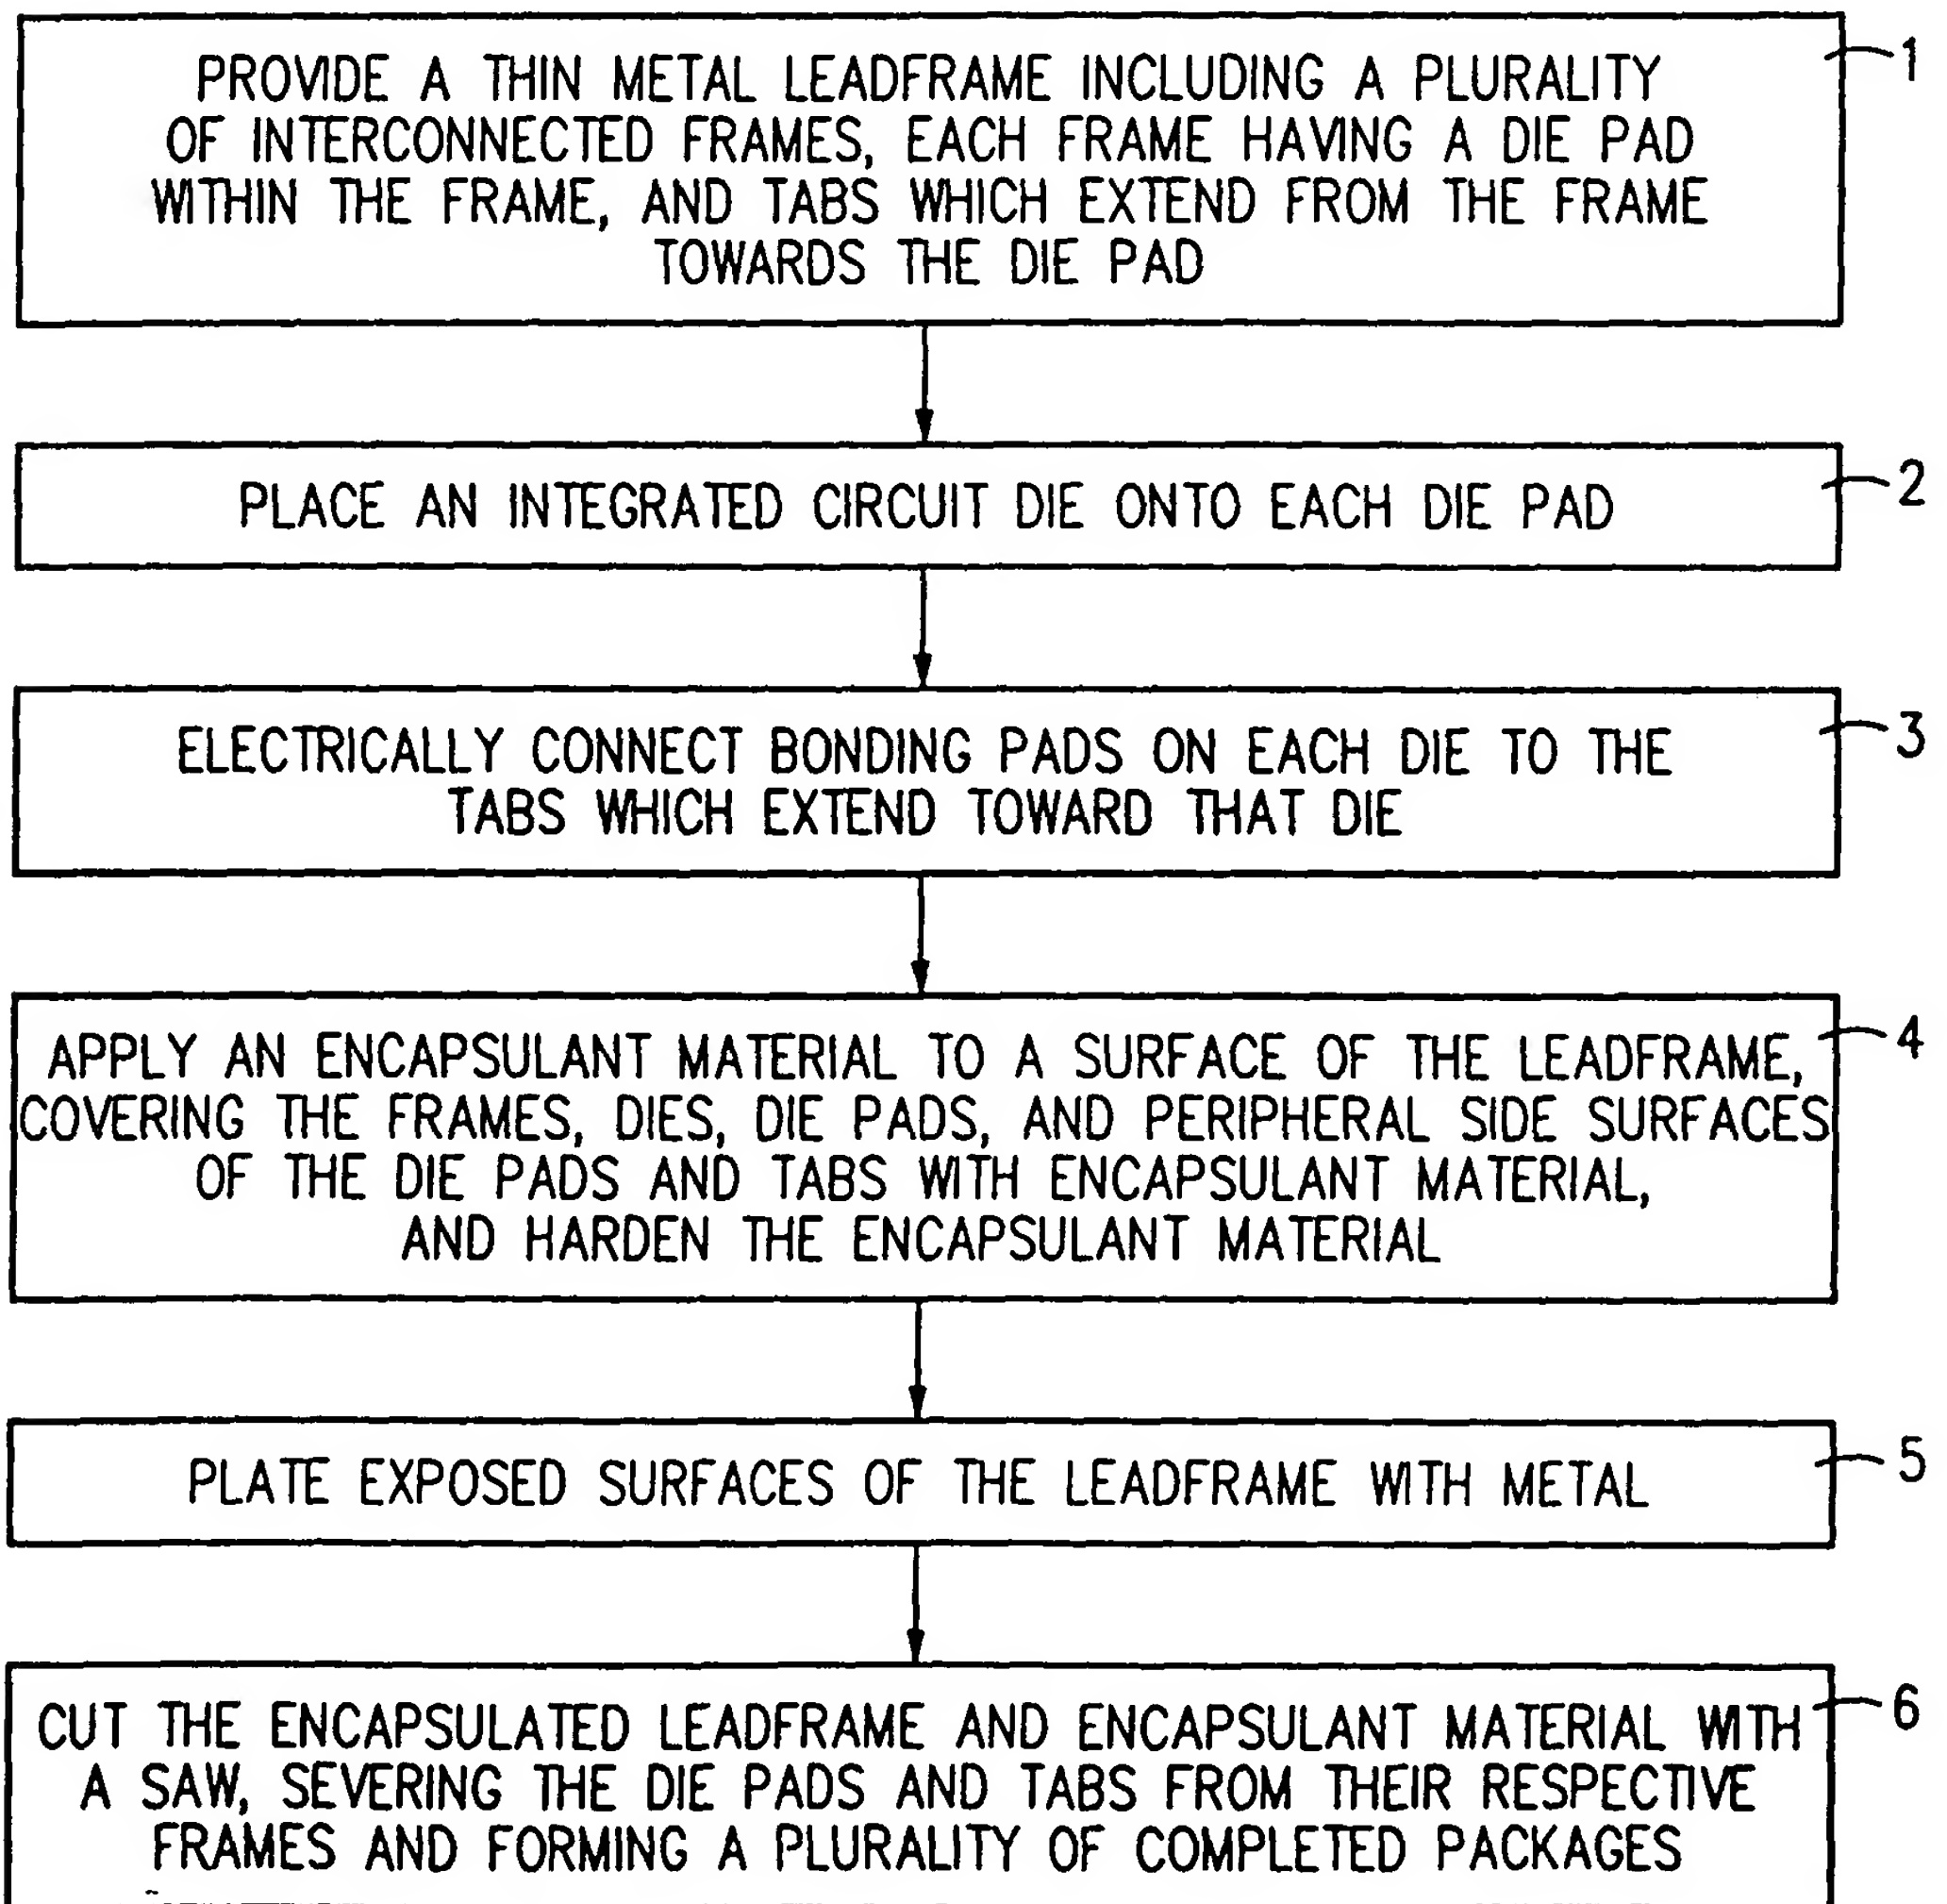 PROVIDE A THIN METAL LEADFRAME INCLUDING A PLURALITY
OF INTERCONNECTED FRAMES, EACH FRAME HAVING A DIE PAD
WITHIN THE FRAME, AND TABS WHICH EXTEND FROM THE FRAME
TOWARDS THE DIE PAD
1
PLACE AN INTEGRATED CIRCUIT DIE ONTO EACH DIE PAD
2
ELECTRICALLY CONNECT BONDING PADS ON EACH DIE TO THE
TABS WHICH EXTEND TOWARD THAT DIE
3
APPLY AN ENCAPSULANT MATERIAL TO A SURFACE OF THE LEADFRAME,
COVERING THE FRAMES, DIES, DIE PADS, AND PERIPHERAL SIDE SURFACES
OF THE DIE PADS AND TABS WITH ENCAPSULANT MATERIAL,
AND HARDEN THE ENCAPSULANT MATERIAL
4
PLATE EXPOSED SURFACES OF THE LEADFRAME WITH METAL
5
CUT THE ENCAPSULATED LEADFRAME AND ENCAPSULANT MATERIAL WITH
A SAW, SEVERING THE DIE PADS AND TABS FROM THEIR RESPECTIVE
FRAMES AND FORMING A PLURALITY OF COMPLETED PACKAGES
6